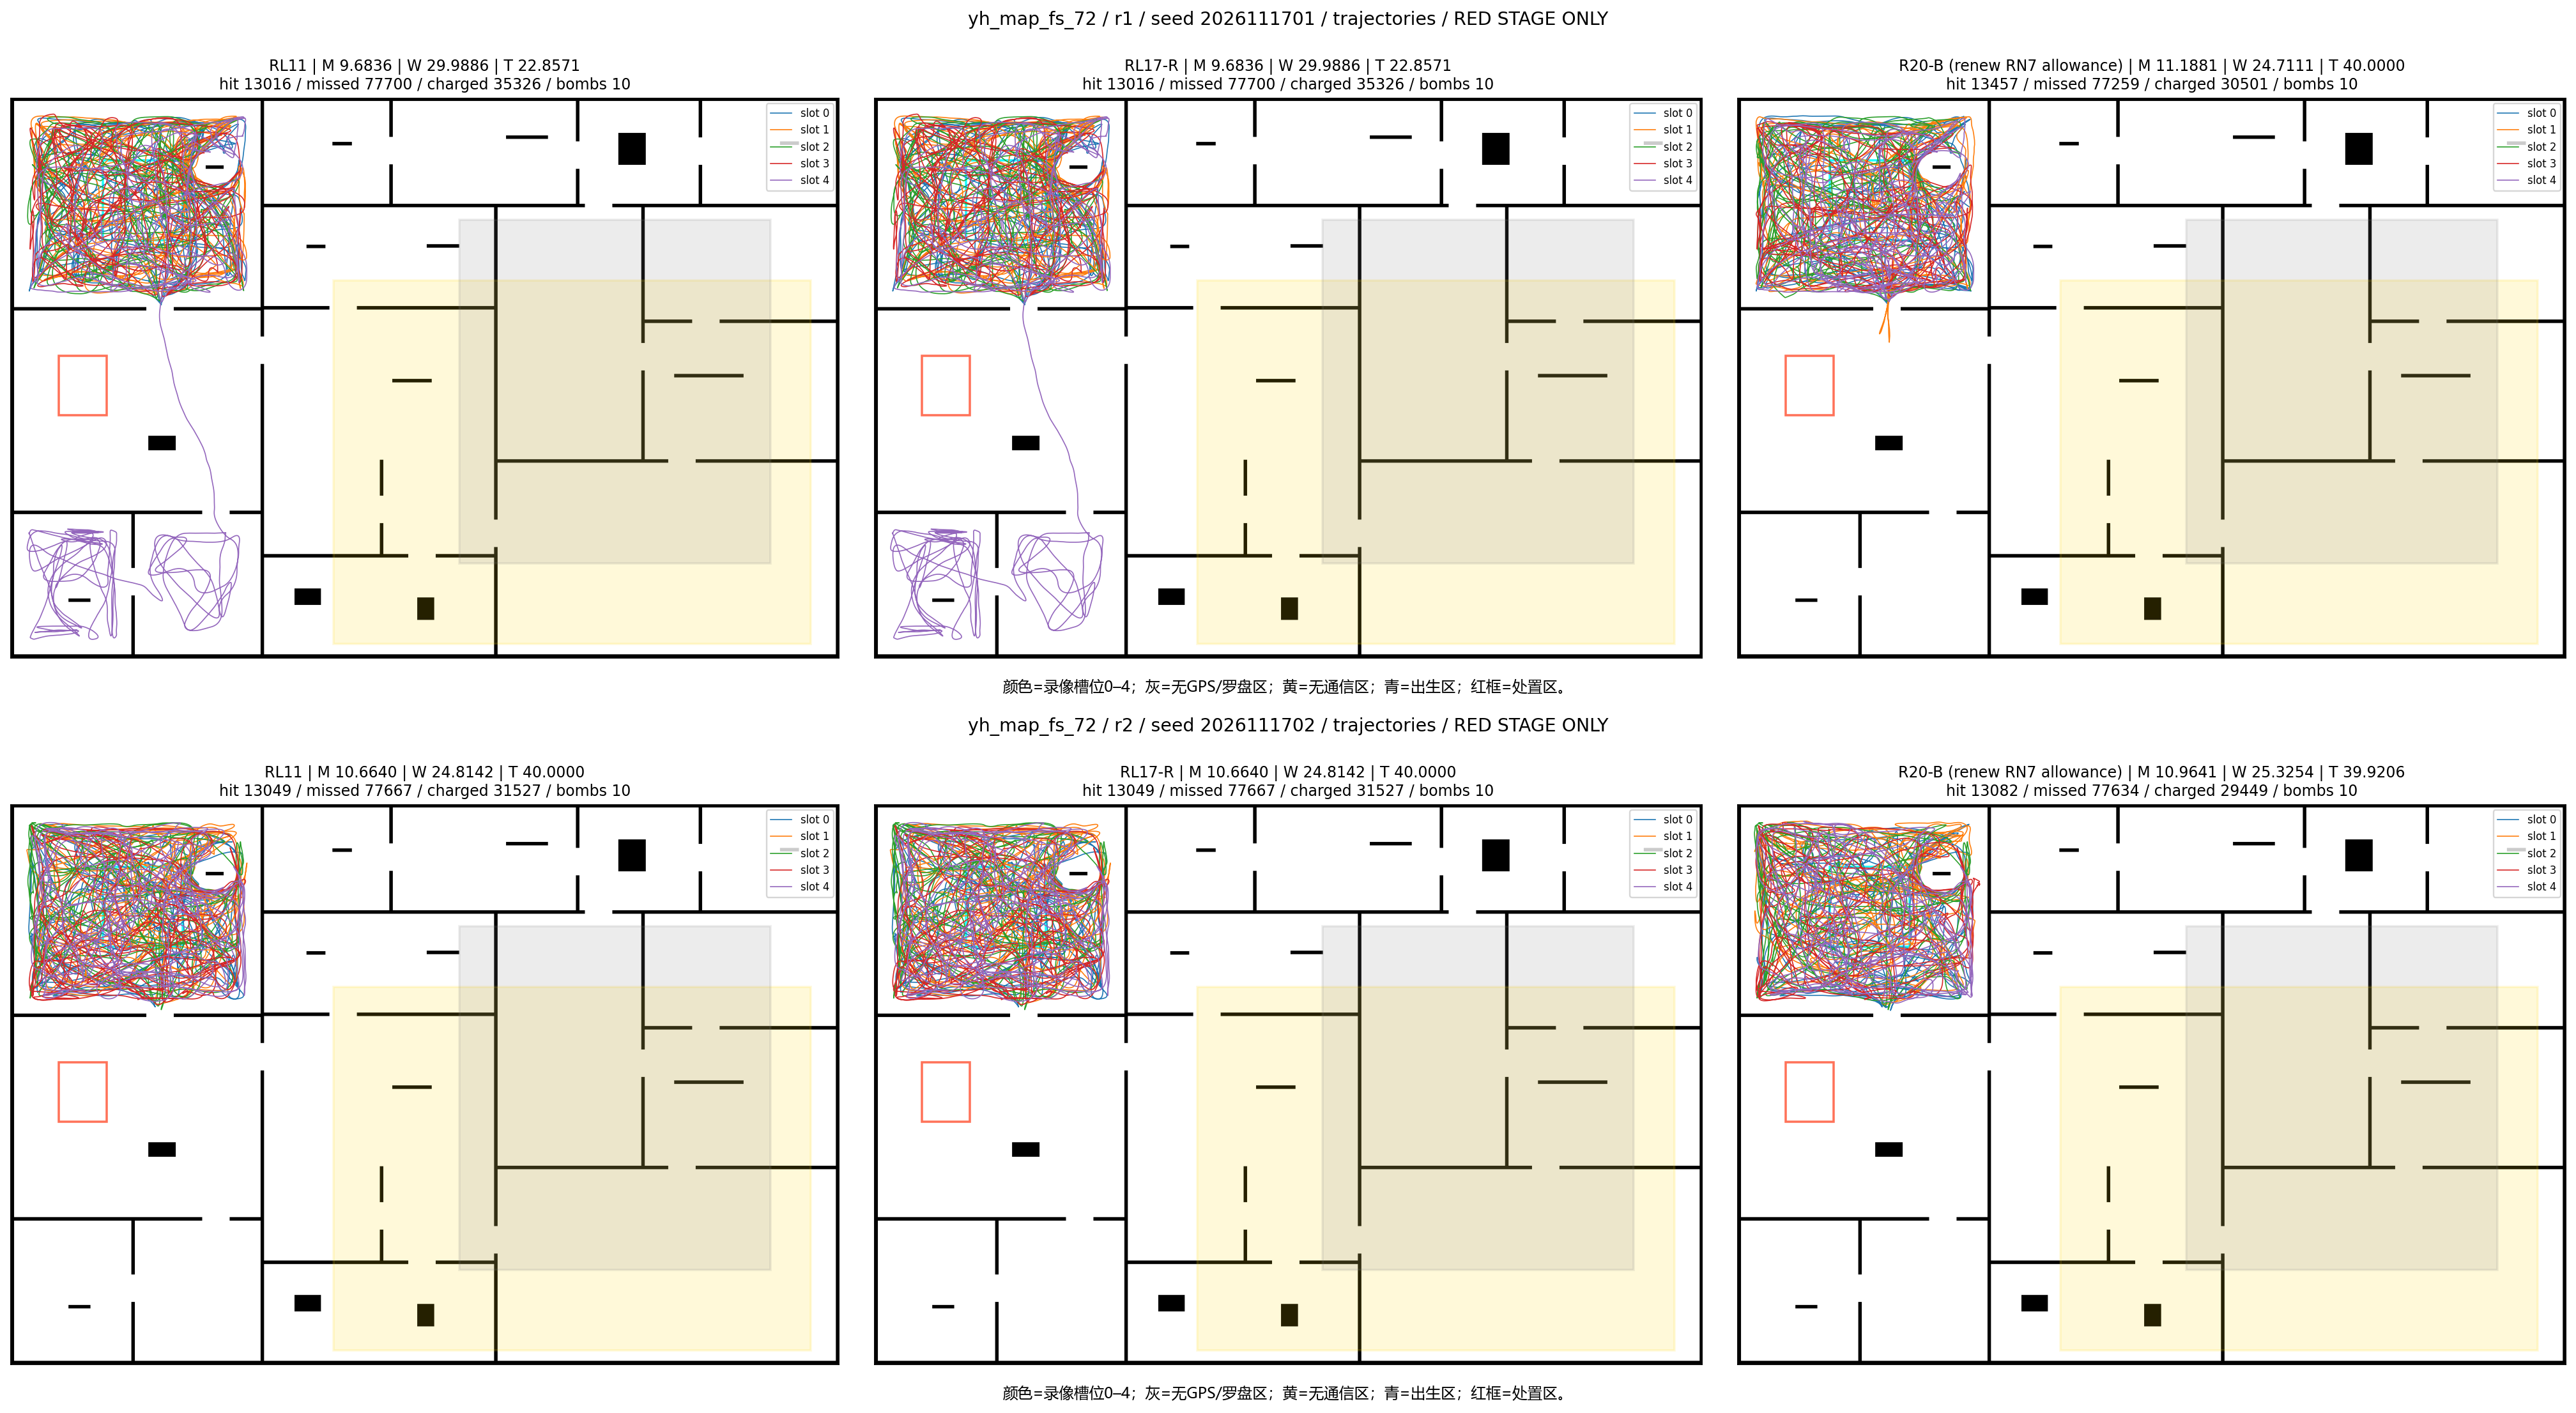 yh_map_fs_72 / r1 / seed 2026111701 / trajectories / RED STAGE ONLY
RL11 | M 9.6836 | W 29.9886 | T 22.8571
hit 13016 / missed 77700 / charged 35326 / bombs 10
slot 0
slot 1
slot 2
slot 3
slot 4
RL17-R | M 9.6836 | W 29.9886 | T 22.8571
hit 13016 / missed 77700 / charged 35326 / bombs 10
slot 0
slot 1
slot 2
slot 3
slot 4
R20-B (renew RN7 allowance) | M 11.1881 | W 24.7111 | T 40.0000
hit 13457 / missed 77259 / charged 30501 / bombs 10
slot 0
slot 1
slot 2
slot 3
slot 4
颜色=录像槽位0–4；灰=无GPS/罗盘区；黄=无通信区；青=出生区；红框=处置区。
yh_map_fs_72 / r2 / seed 2026111702 / trajectories / RED STAGE ONLY
RL11 | M 10.6640 | W 24.8142 | T 40.0000
hit 13049 / missed 77667 / charged 31527 / bombs 10
slot 0
slot 1
slot 2
slot 3
slot 4
RL17-R | M 10.6640 | W 24.8142 | T 40.0000
hit 13049 / missed 77667 / charged 31527 / bombs 10
slot 0
slot 1
slot 2
slot 3
slot 4
R20-B (renew RN7 allowance) | M 10.9641 | W 25.3254 | T 39.9206
hit 13082 / missed 77634 / charged 29449 / bombs 10
slot 0
slot 1
slot 2
slot 3
slot 4
颜色=录像槽位0–4；灰=无GPS/罗盘区；黄=无通信区；青=出生区；红框=处置区。